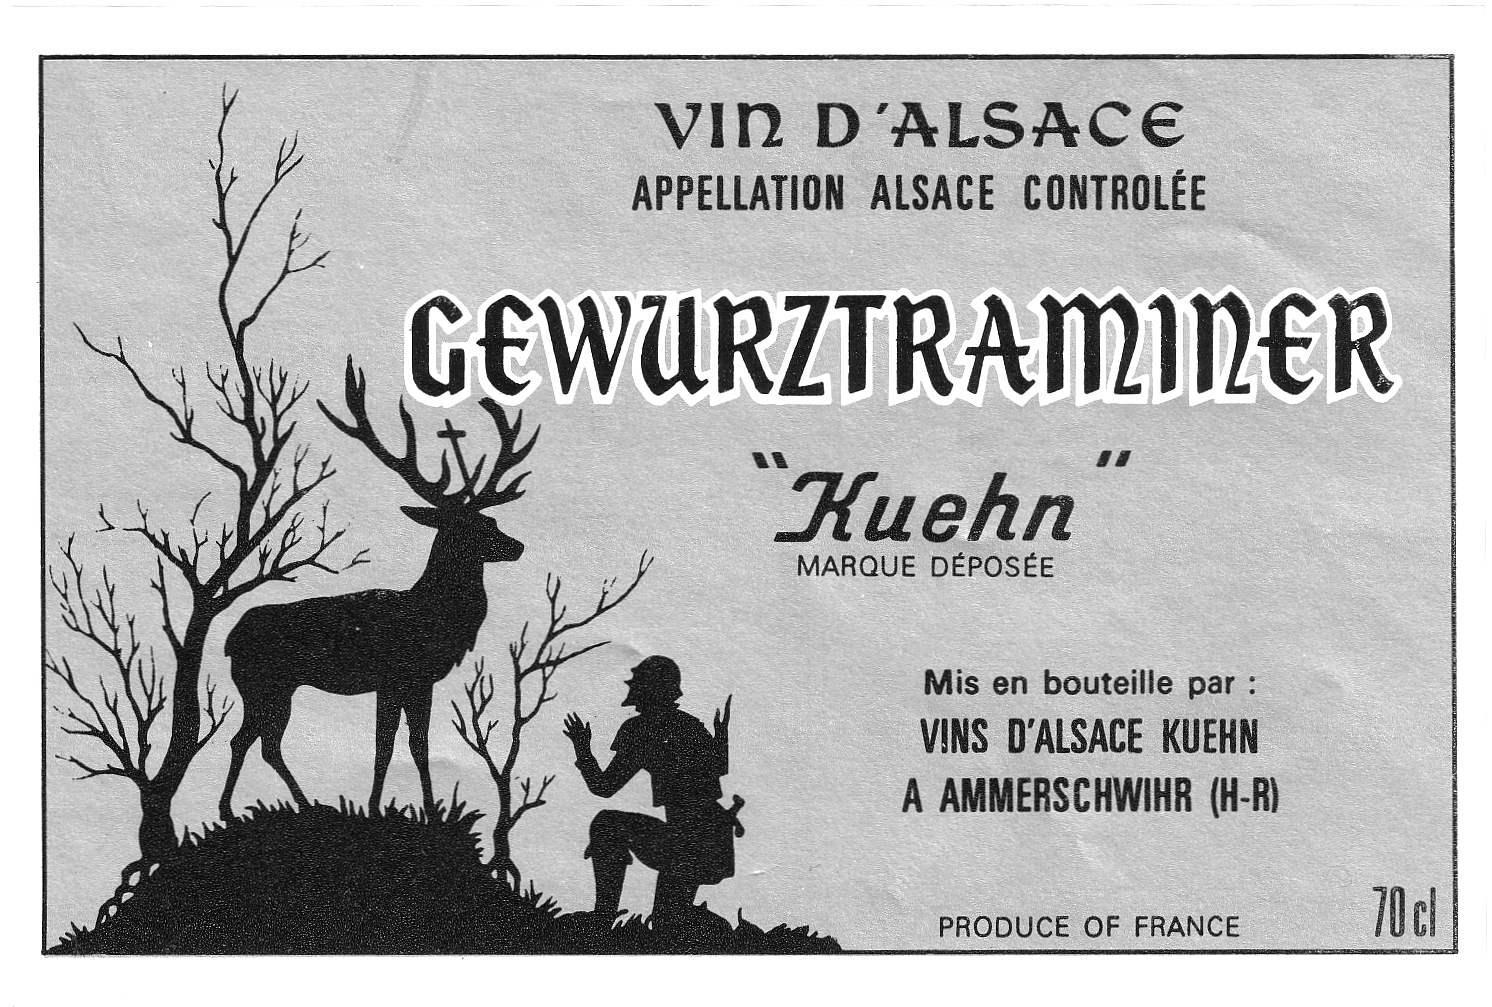 VIN D'ALSACE
APPELLATION ALSACE CONTROLÉE
GEWURZTRAMINER
"Kuehn"
MARQUE DÉPOSÉE
Mis en bouteille par :
VINS D'ALSACE KUEHN
A AMMERSCHWIHR (H-R)
PRODUCE OF FRANCE
70 cl